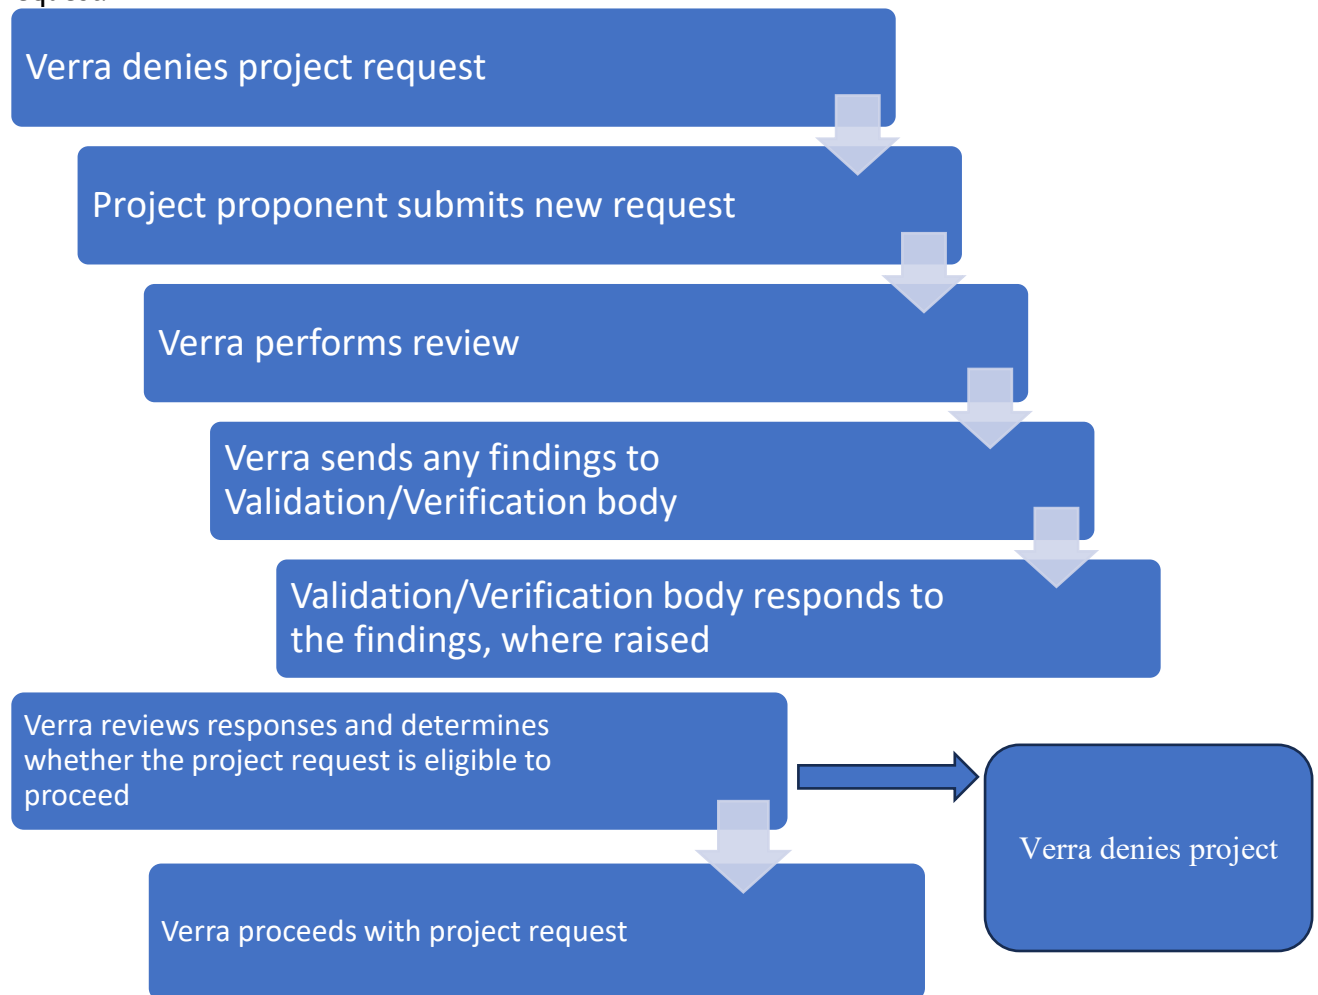 Verra denies project request
Project proponent submits new request
Verra performs review
Verra sends any findings to
Validation/Verification body
Validation/Verification body responds to
the findings, where raised
Verra reviews responses and determines
whether the project request is eligible to
proceed
Verra denies project
Verra proceeds with project request